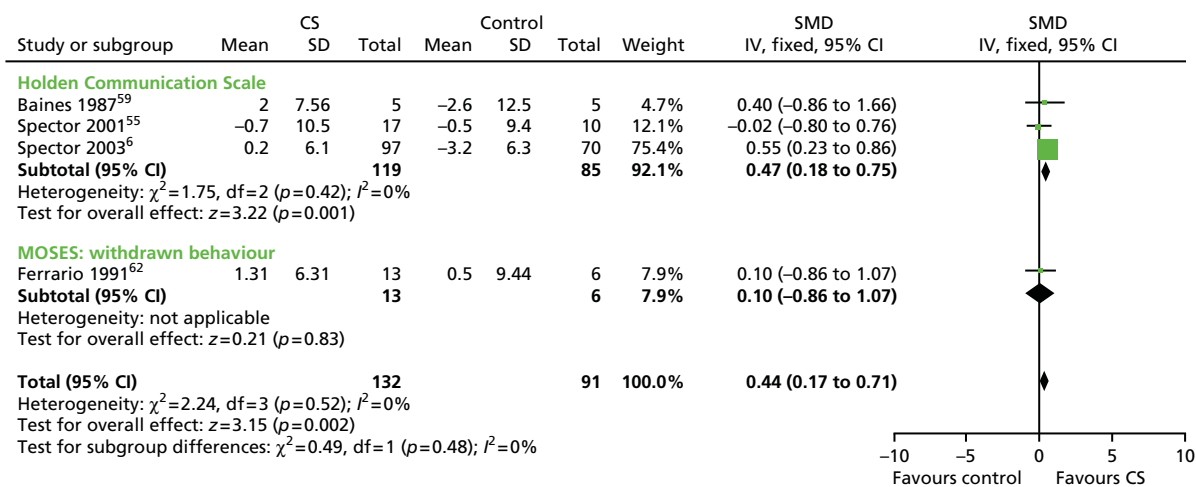 CS Control SMD SMD
Study or subgroup Mean SD Total Mean SD Total Weight IV, fixed, 95% CI IV, fixed, 95% CI
Holden Communication Scale
Baines 1987⁵⁹ 2 7.56 5 −2.6 12.5 5 4.7% 0.40 (−0.86 to 1.66)
Spector 2001⁵⁵ −0.7 10.5 17 −0.5 9.4 10 12.1% −0.02 (−0.80 to 0.76)
Spector 2003⁶ 0.2 6.1 97 −3.2 6.3 70 75.4% 0.55 (0.23 to 0.86)
Subtotal (95% CI) 119 85 92.1% 0.47 (0.18 to 0.75)
Heterogeneity: χ²=1.75, df=2 (p=0.42); I²=0%
Test for overall effect: z=3.22 (p=0.001)
MOSES: withdrawn behaviour
Ferrario 1991⁶² 1.31 6.31 13 0.5 9.44 6 7.9% 0.10 (−0.86 to 1.07)
Subtotal (95% CI) 13 6 7.9% 0.10 (−0.86 to 1.07)
Heterogeneity: not applicable
Test for overall effect: z=0.21 (p=0.83)
Total (95% CI) 132 91 100.0% 0.44 (0.17 to 0.71)
Heterogeneity: χ²=2.24, df=3 (p=0.52); I²=0%
Test for overall effect: z=3.15 (p=0.002)
Test for subgroup differences: χ²=0.49, df=1 (p=0.48); I²=0%
−10 −5 0 5 10
Favours control Favours CS